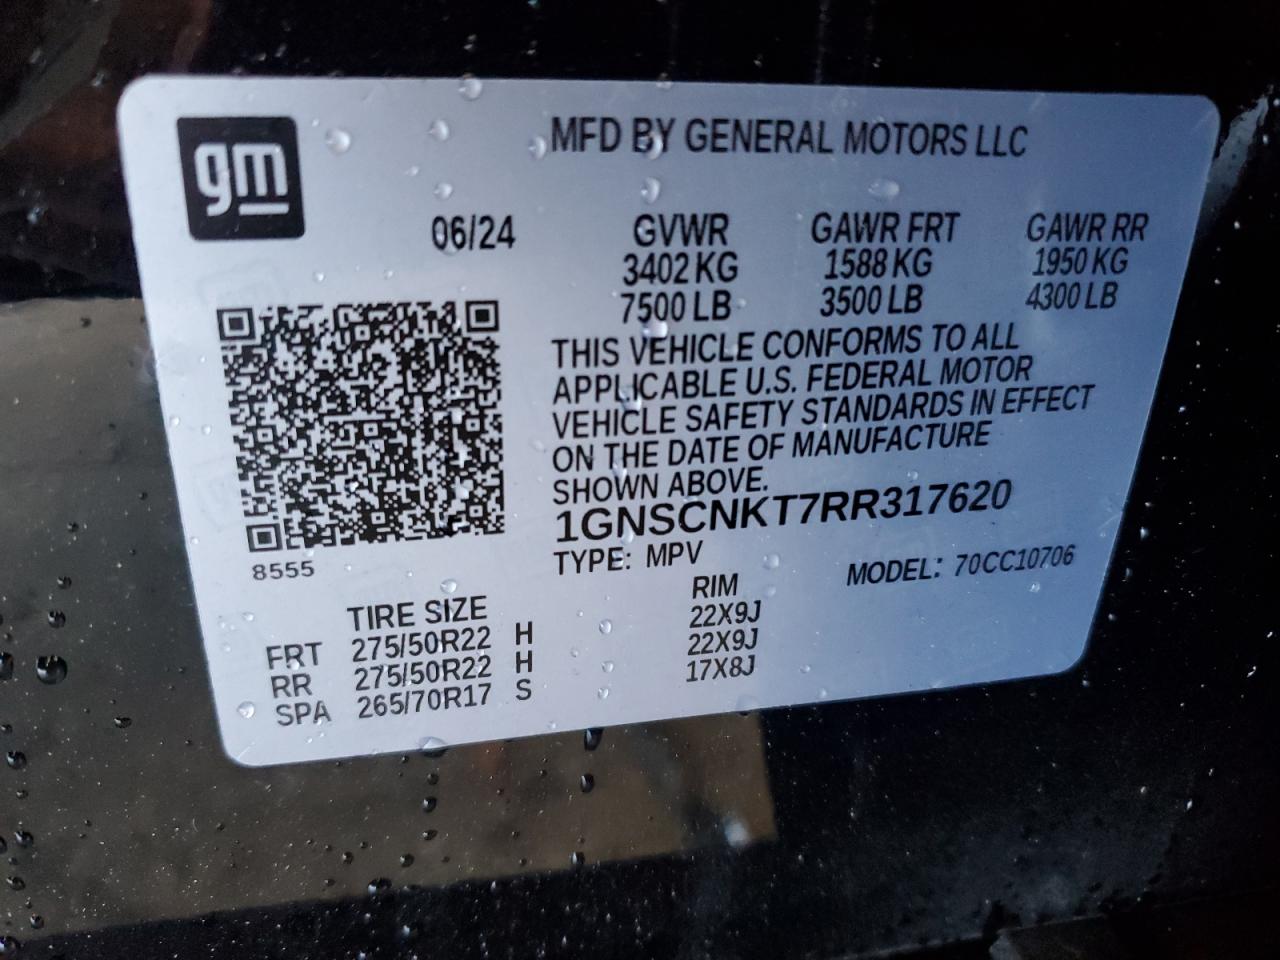 gm
MFD BY GENERAL MOTORS LLC
06/24
GVWR GAWR FRT GAWR RR
3402 KG 1588 KG 1950 KG
7500 LB 3500 LB 4300 LB
THIS VEHICLE CONFORMS TO ALL
APPLICABLE U.S. FEDERAL MOTOR
VEHICLE SAFETY STANDARDS IN EFFECT
ON THE DATE OF MANUFACTURE
SHOWN ABOVE.
1GNSCNKT7RR317620
TYPE: MPV MODEL: 70CC10706
8555
TIRE SIZE RIM
FRT 275/50R22 H 22X9J
RR 275/50R22 H 22X9J
SPA 265/70R17 S 17X8J